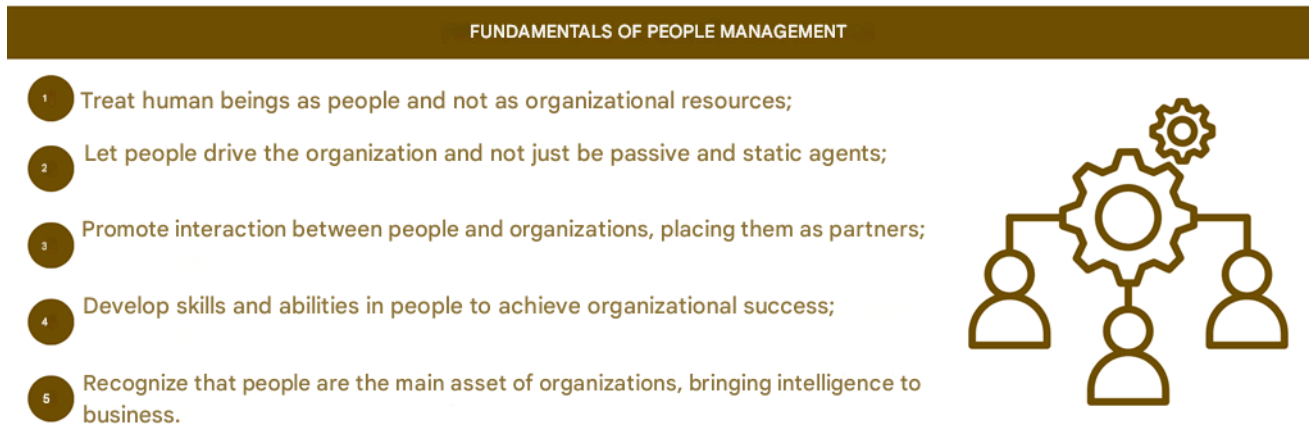 FUNDAMENTALS OF PEOPLE MANAGEMENT
1 Treat human beings as people and not as organizational resources;
2 Let people drive the organization and not just be passive and static agents;
3 Promote interaction between people and organizations, placing them as partners;
4 Develop skills and abilities in people to achieve organizational success;
5 Recognize that people are the main asset of organizations, bringing intelligence to
business.